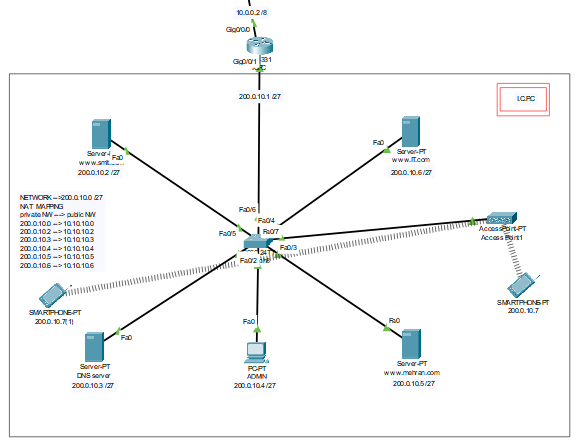 10.0.0.2 /8
Gig0/0/0
331
Gig0/0/1
200.0.10.1 /27
I.C.P.C
Server-
Fa0
200.0.10.2 /27
Fa0
Server-PT
www.IT.com
200.0.10.6 /27
NETWORK -->200.0.10.0 /27
NAT MAPPING
private NW ---> public NW
200.0.10.0 -> 10.10.10.0
200.0.10.2 -> 10.10.10.2
200.0.10.3 -> 10.10.10.3
200.0.10.4 -> 10.10.10.4
200.0.10.5 -> 10.10.10.5
200.0.10.6 -> 10.10.10.6
Fa0/6
Fa0/4
Fa0/5
Fa0/7
Fa0/3
Fa0/2
AccessPoint-PT
Access Point1
SMARTPHONE-PT
200.0.10.7(1)
SMARTPHONE-PT
200.0.10.7
Fa0
Server-PT
DNS server
200.0.10.3 /27
Fa0
PC-PT
ADMIN
200.0.10.4 /27
Fa0
Server-PT
www.mehran.com
200.0.10.5 /27